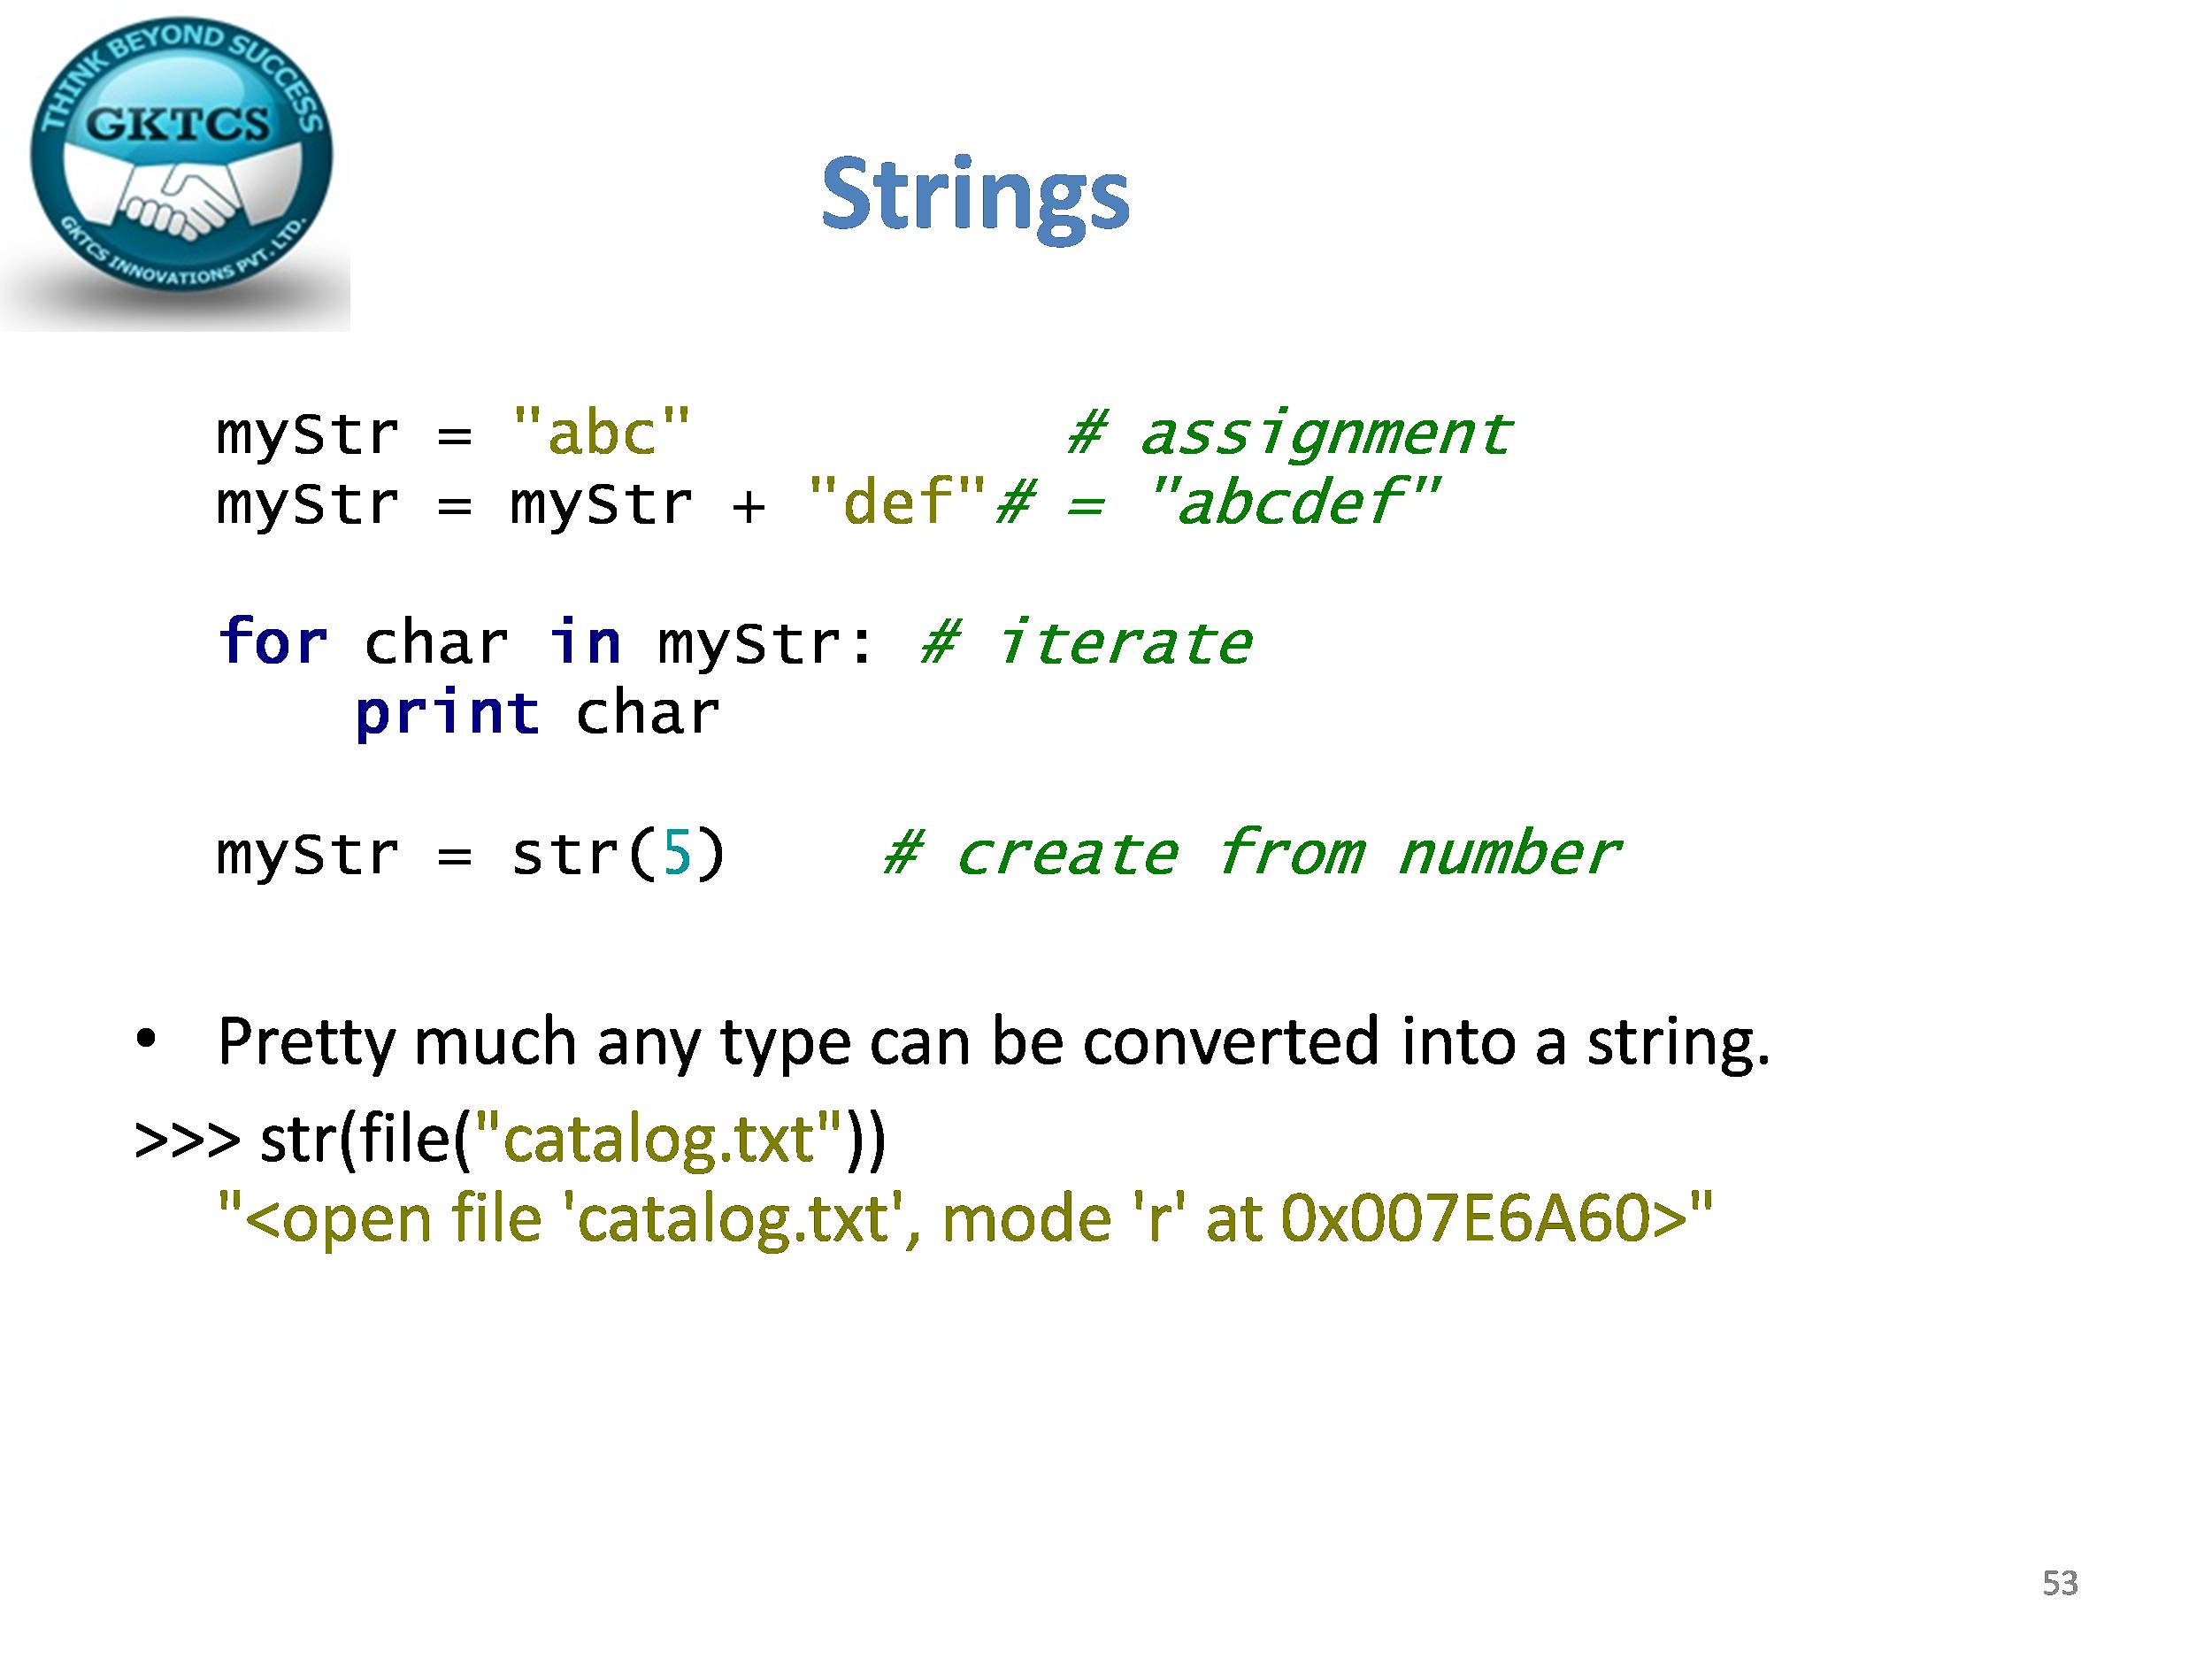 THINK BEYOND SUCCESS
GKTCS
GKTCS INNOVATIONS PVT. LTD.
Strings
myStr = "abc" # assignment
myStr = myStr + "def"# = "abcdef"
for char in myStr: # iterate
print char
myStr = str(5) # create from number
• Pretty much any type can be converted into a string.
>>> str(file("catalog.txt"))
"<open file 'catalog.txt', mode 'r' at 0x007E6A60>"
53